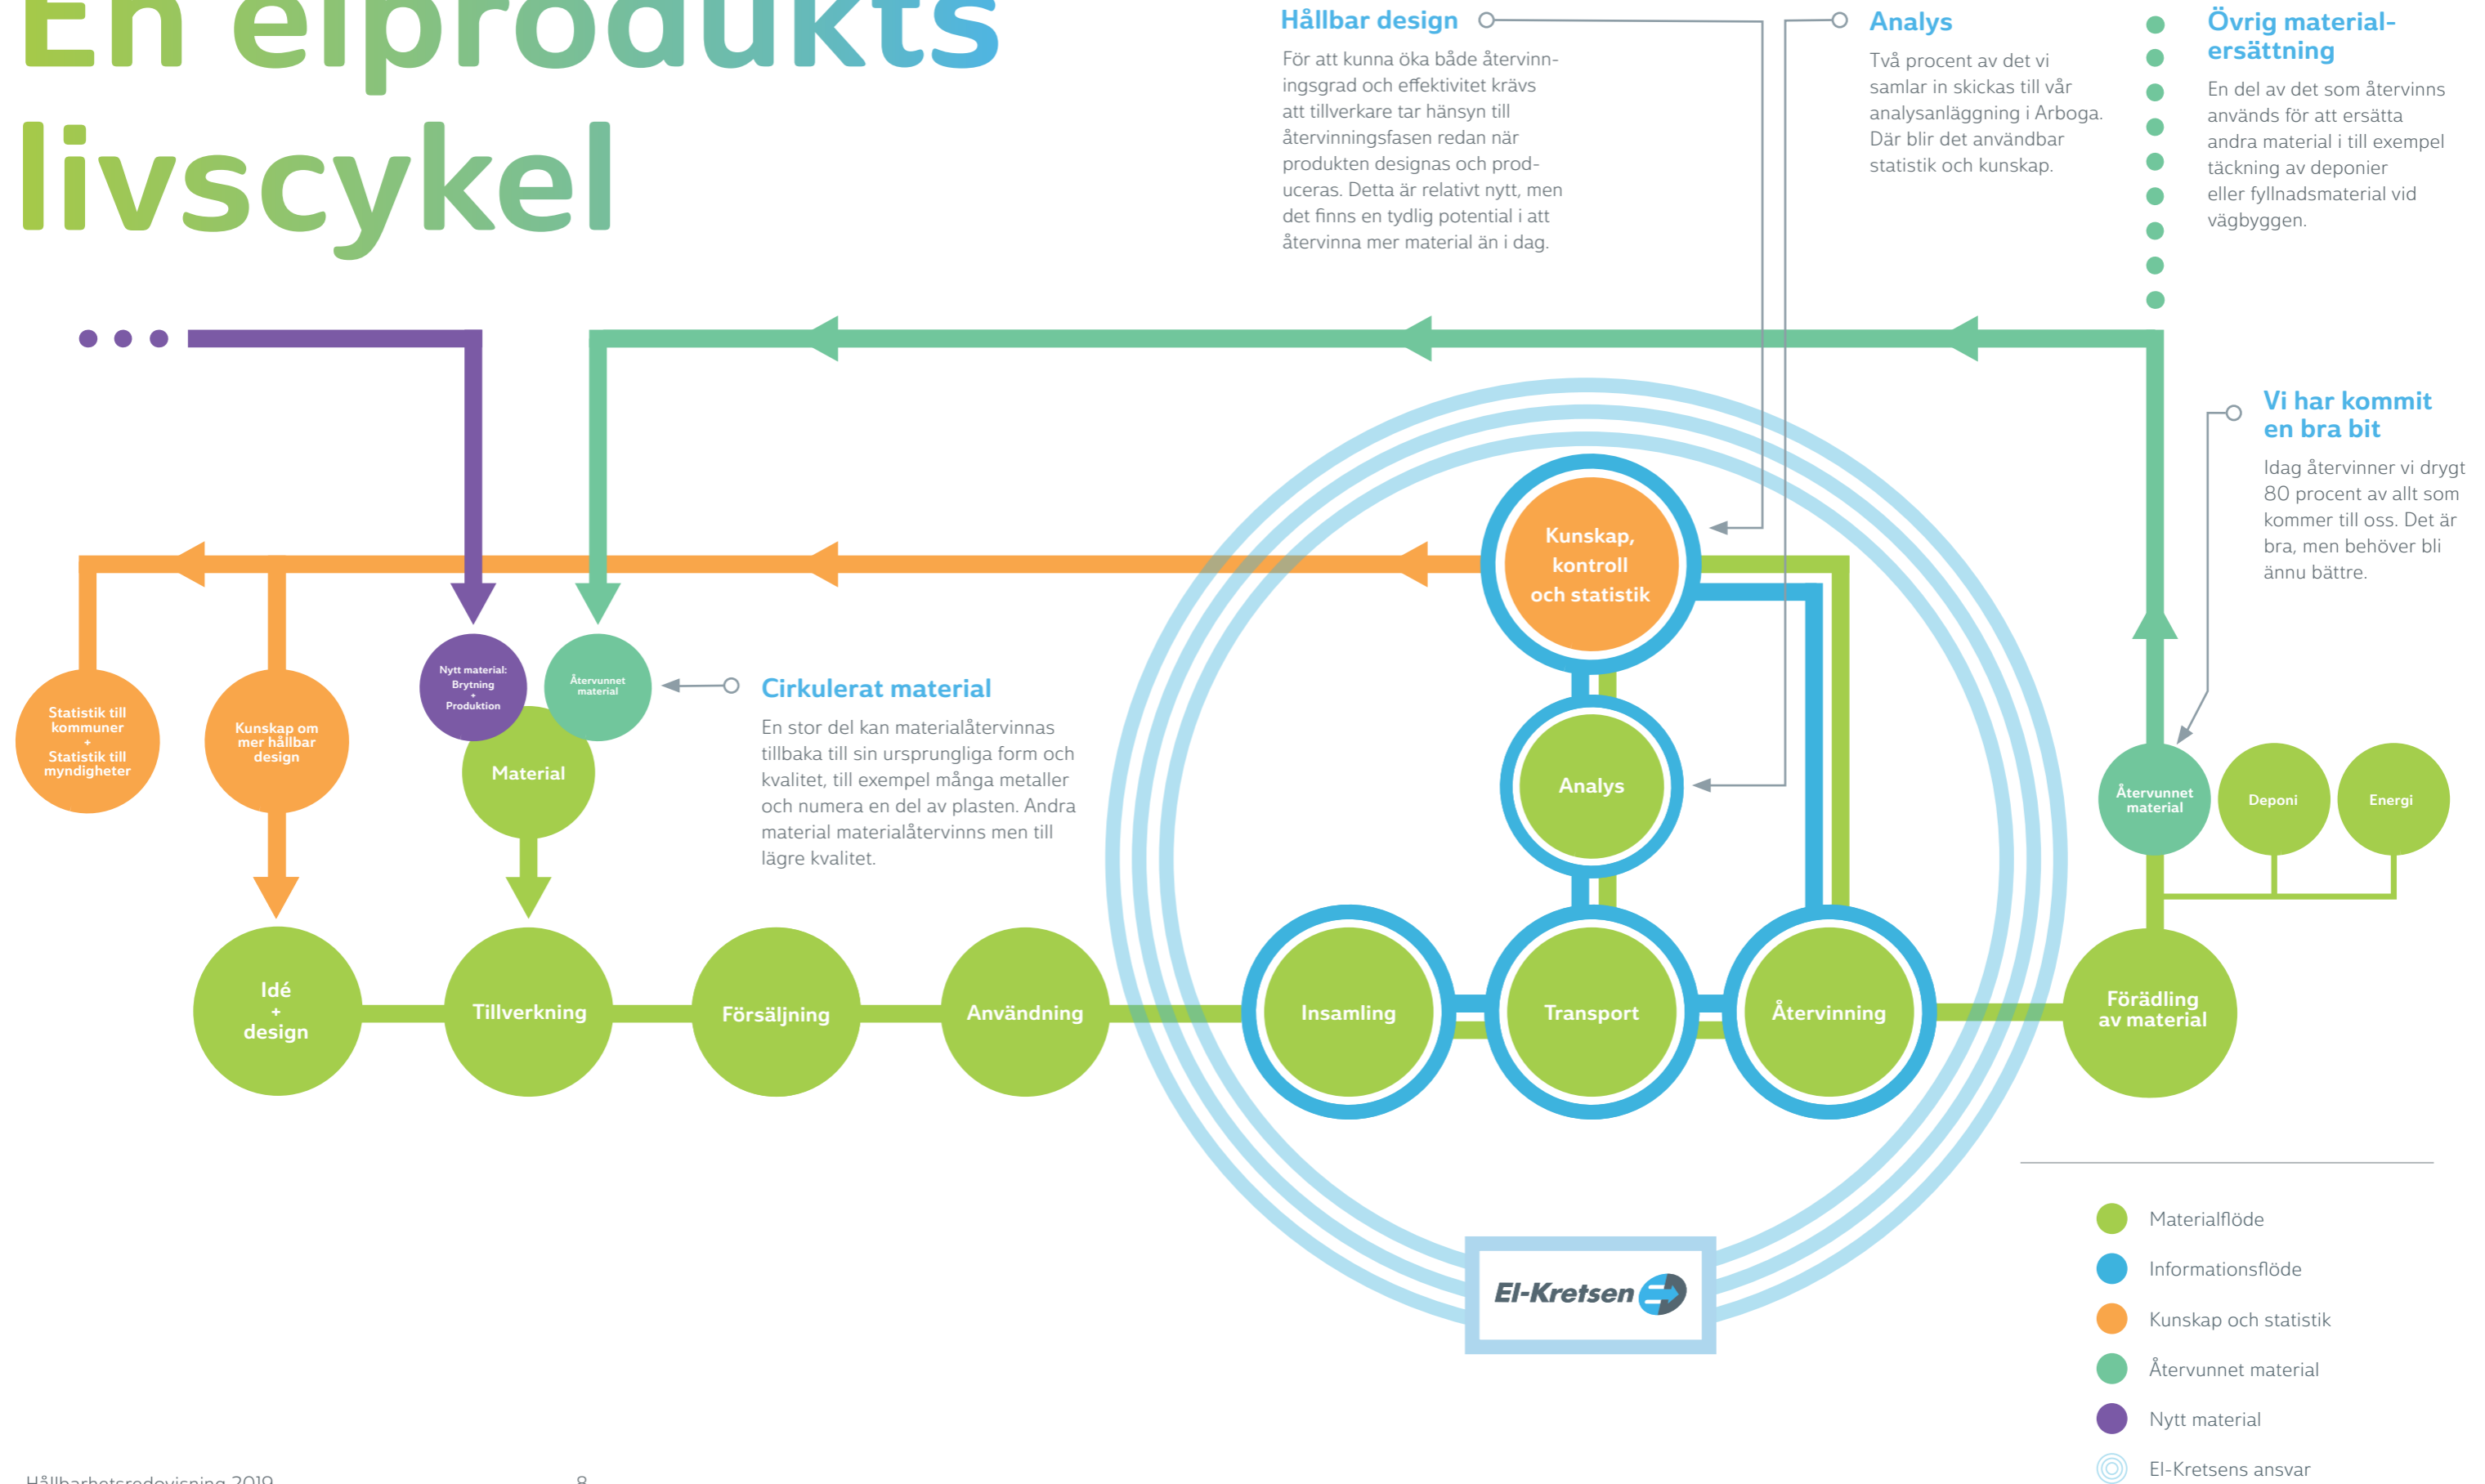 En elprodukts
livscykel
Hållbar design
För att kunna öka både återvinn-
ingsgrad och effektivitet krävs
att tillverkare tar hänsyn till
återvinningsfasen redan när
produkten designas och prod-
uceras. Detta är relativt nytt, men
det finns en tydlig potential i att
återvinna mer material än i dag.
Analys
Två procent av det vi
samlar in skickas till vår
analysanläggning i Arboga.
Där blir det användbar
statistik och kunskap.
Övrig material-
ersättning
En del av det som återvinns
används för att ersätta
andra material i till exempel
täckning av deponier
eller fyllnadsmaterial vid
vägbyggen.
Vi har kommit
en bra bit
Idag återvinner vi drygt
80 procent av allt som
kommer till oss. Det är
bra, men behöver bli
ännu bättre.
Kunskap,
kontroll
och statistik
Statistik till
kommuner
+
Statistik till
myndigheter
Kunskap om
mer hållbar
design
Nytt material:
Brytning
+
Produktion
Återvunnet
material
Material
Cirkulerat material
En stor del kan materialåtervinnas
tillbaka till sin ursprungliga form och
kvalitet, till exempel många metaller
och numera en del av plasten. Andra
material materialåtervinns men till
lägre kvalitet.
Analys
Återvunnet
material
Deponi
Energi
Idé
+
design
Tillverkning
Försäljning
Användning
Insamling
Transport
Återvinning
Förädling
av material
El-Kretsen
Materialflöde
Informationsflöde
Kunskap och statistik
Återvunnet material
Nytt material
El-Kretsens ansvar
Hållbarhetsredovisning 2019
8